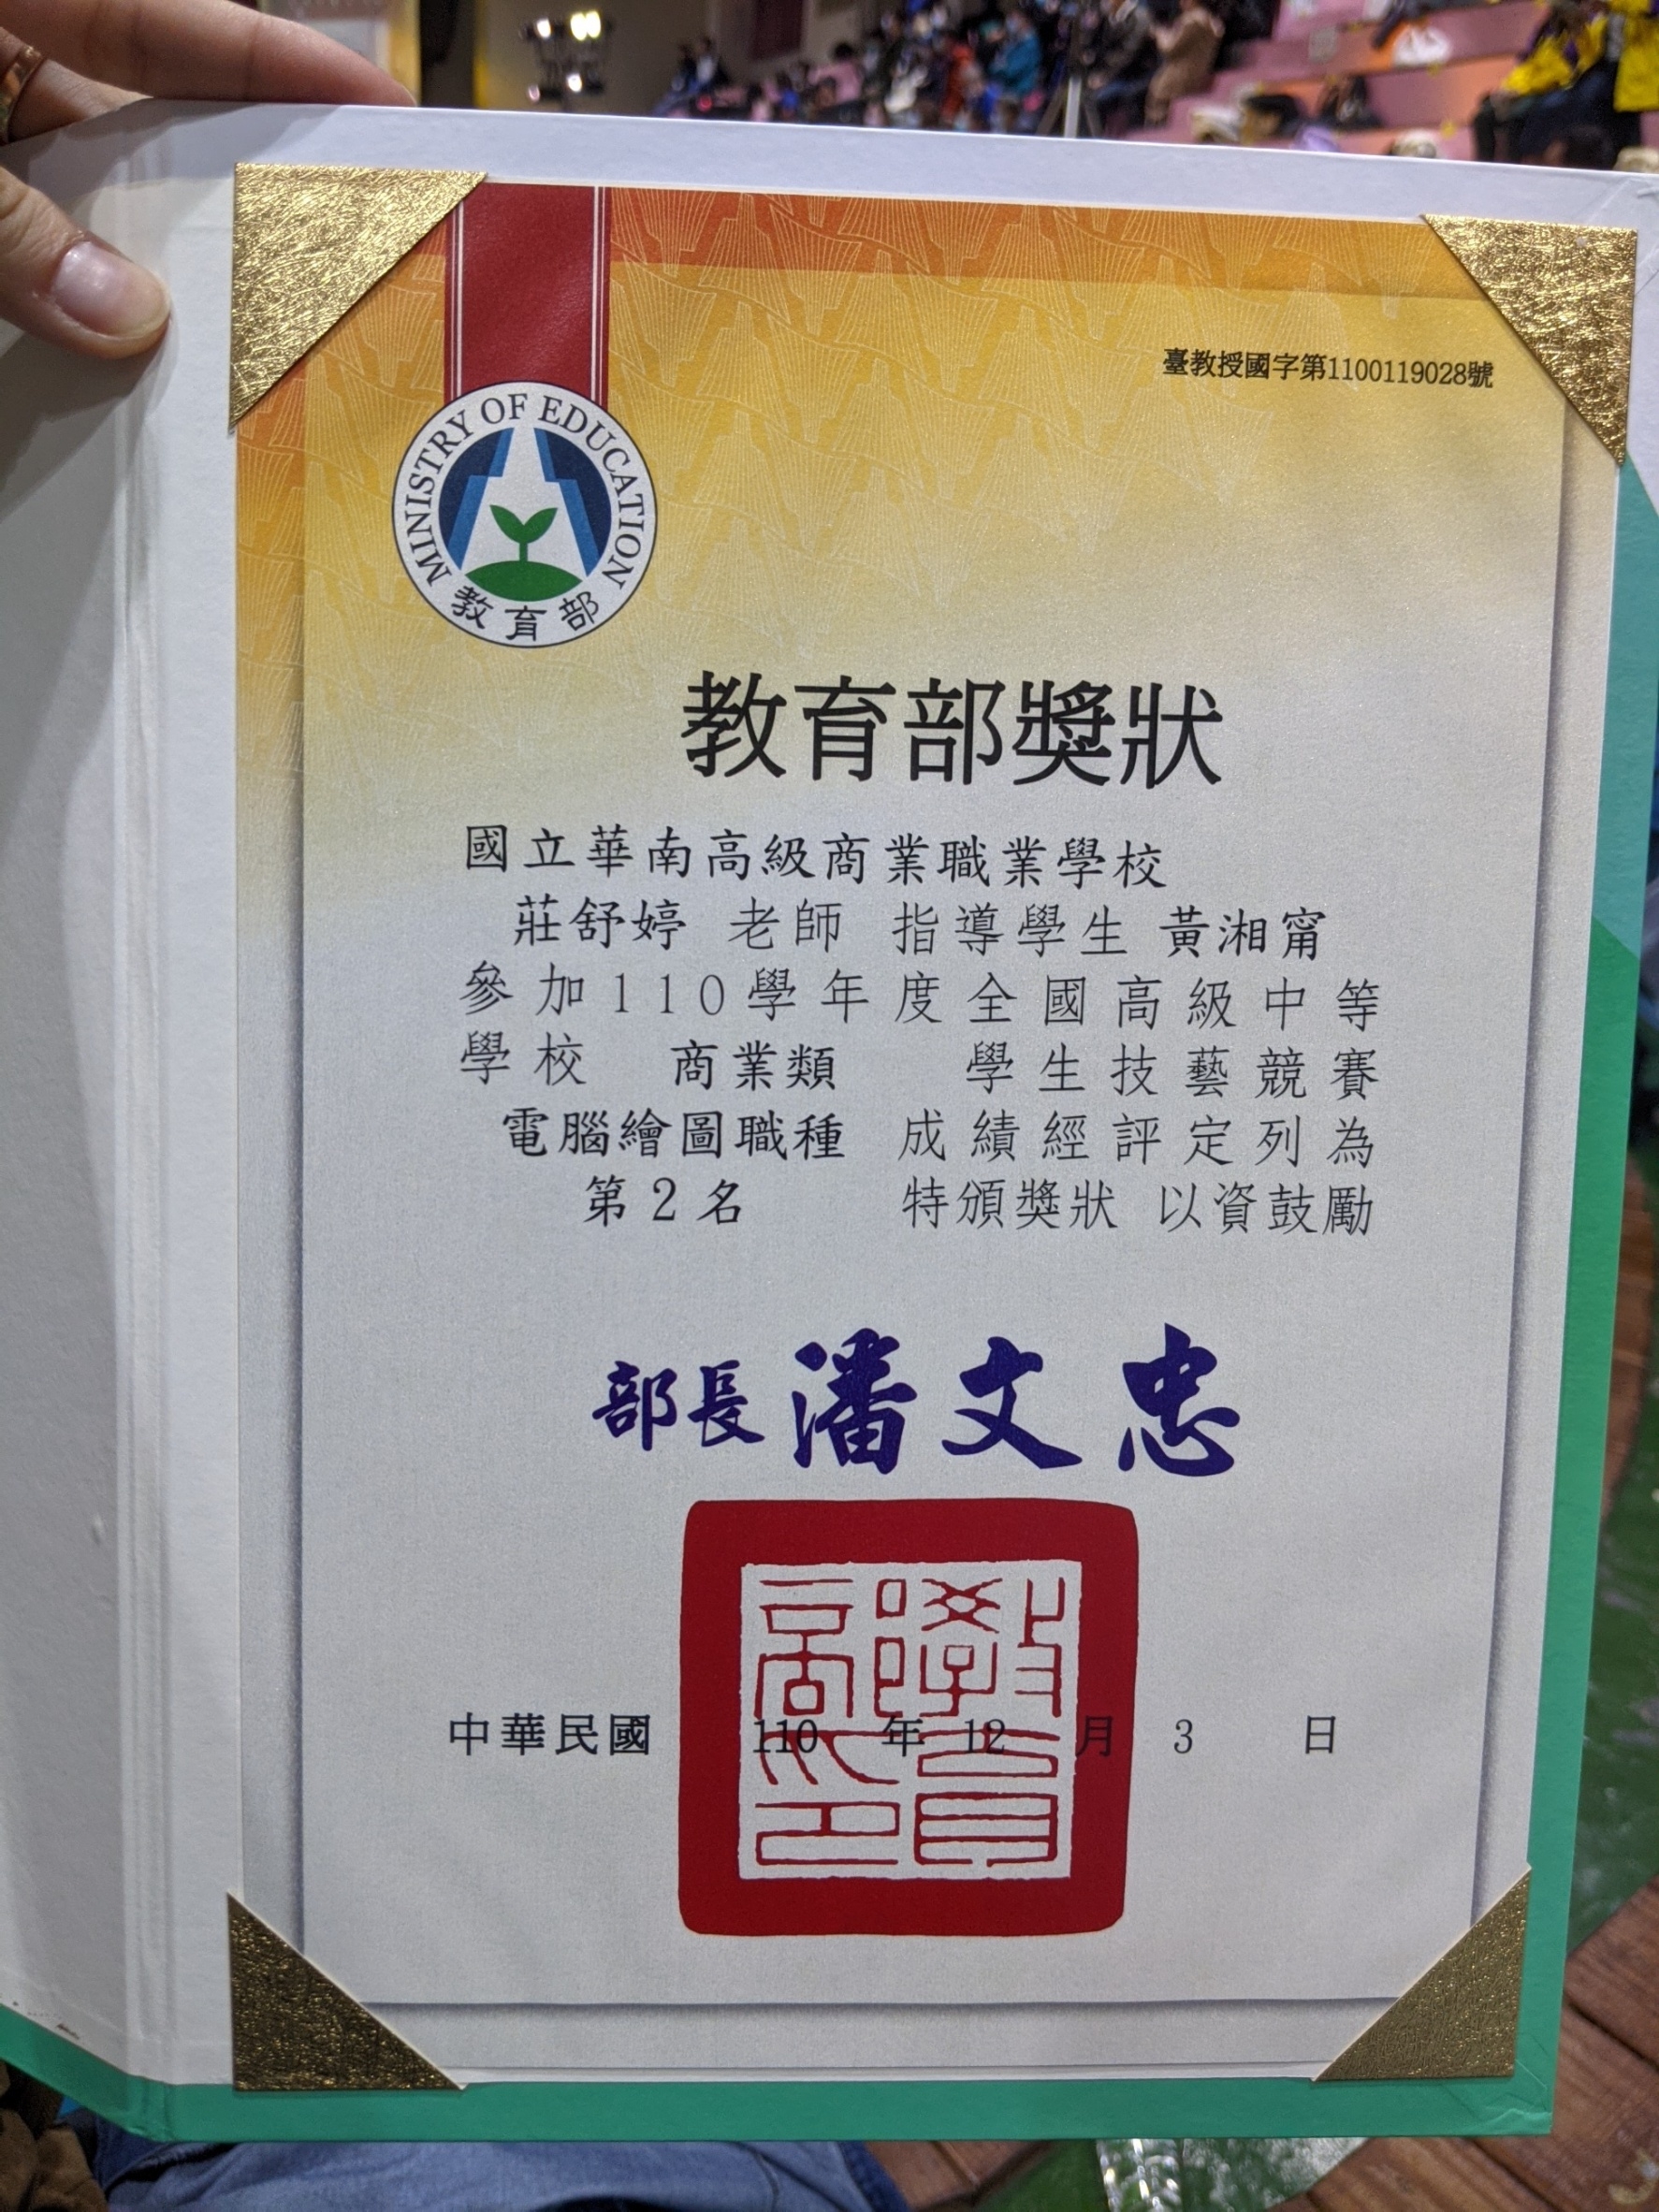 臺教授國字第1100119028號
MINISTRY OF EDUCATION
教育部
教育部獎狀
國立華南高級商業職業學校
莊舒婷 老師 指導學生 黃湘甯
參加110學年度全國高級中等
學校 商業類 學生技藝競賽
電腦繪圖職種 成績經評定列為
第2名 特頒獎狀 以資鼓勵
部長 潘文忠
教育部印
中華民國 110 年 12 月 3 日